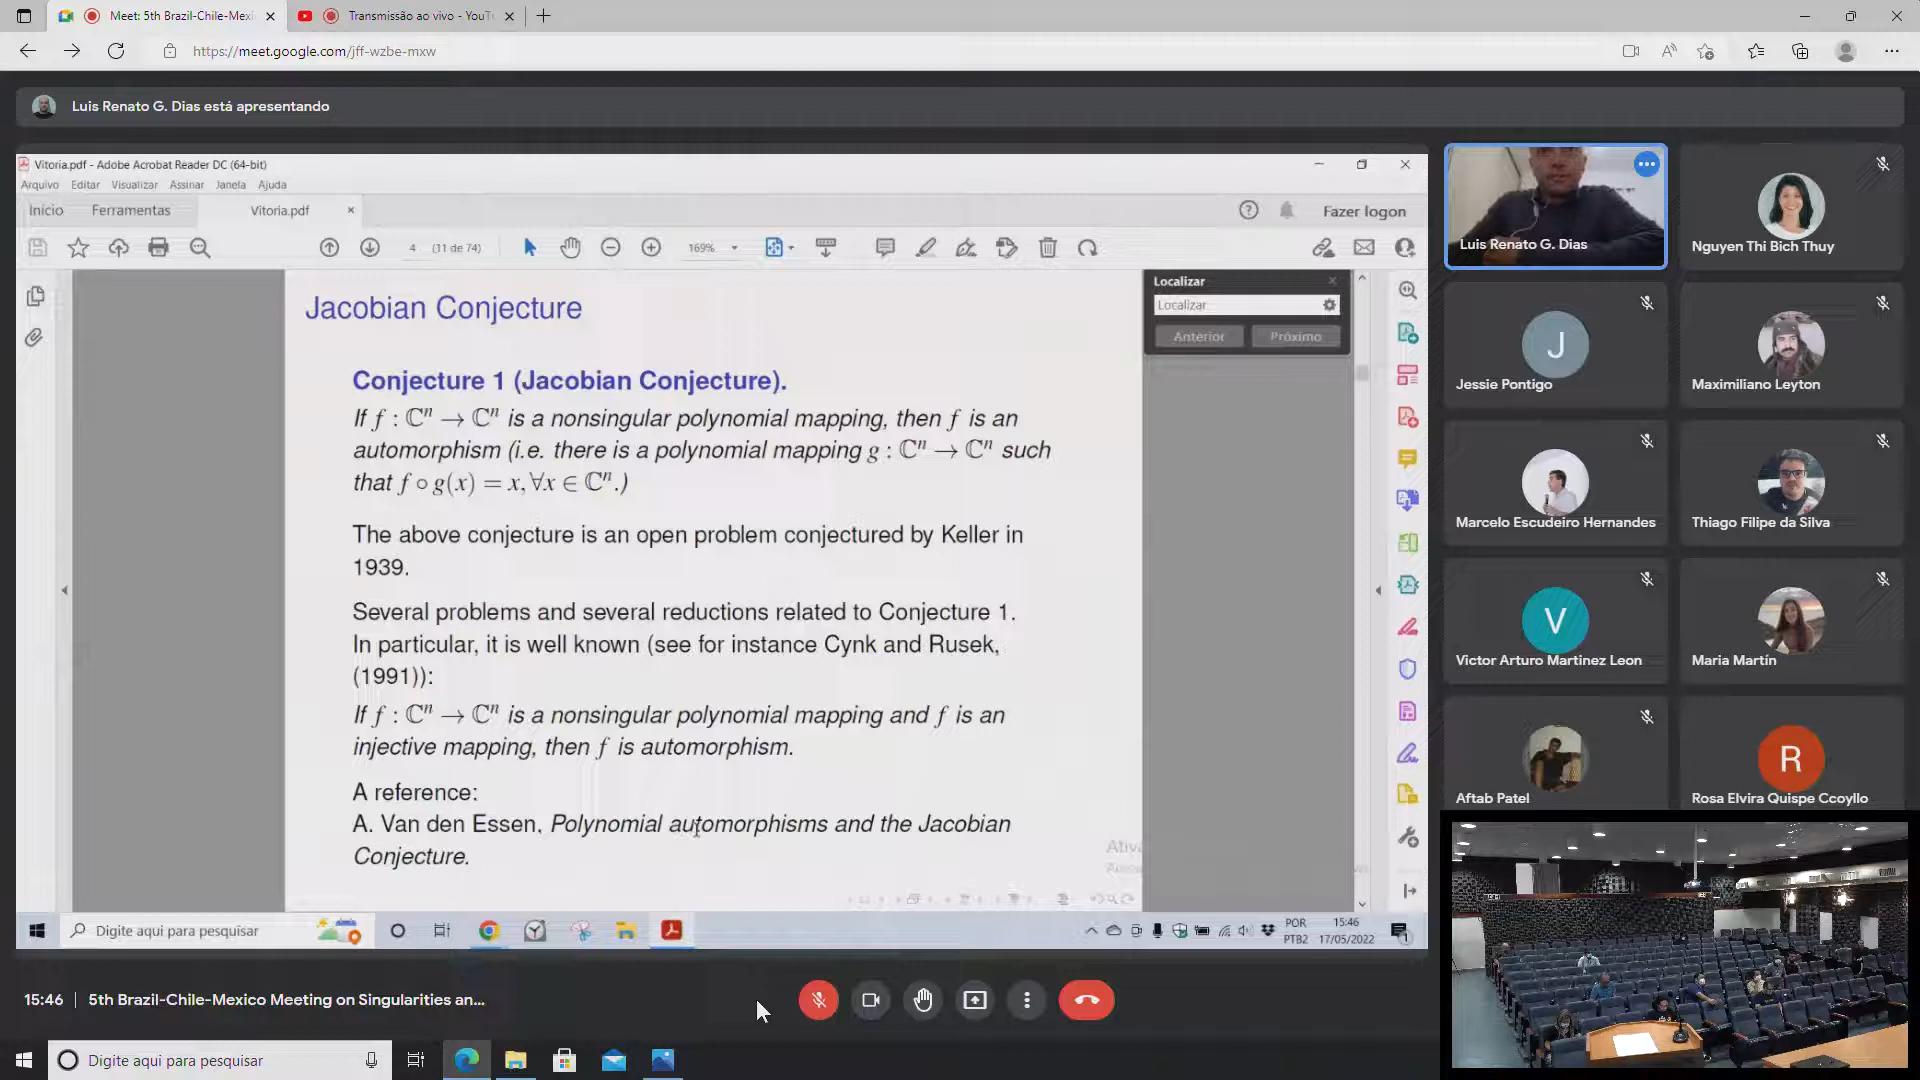 Meet: 5th Brazil-Chile-Mexi
Transmissão ao vivo - YouT
https://meet.google.com/jff-wzbe-mxw
Luis Renato G. Dias está apresentando
Vitoria.pdf - Adobe Acrobat Reader DC (64-bit)
Arquivo Editar Visualizar Assinar Janela Ajuda
Início Ferramentas Vitoria.pdf Fazer logon
4 (11 de 74) 169%
Localizar
Localizar
Anterior Próximo
Jacobian Conjecture
Conjecture 1 (Jacobian Conjecture).
If f : ℂⁿ → ℂⁿ is a nonsingular polynomial mapping, then f is an
automorphism (i.e. there is a polynomial mapping g : ℂⁿ → ℂⁿ such
that f ∘ g(x) = x, ∀x ∈ ℂⁿ.)
The above conjecture is an open problem conjectured by Keller in
1939.
Several problems and several reductions related to Conjecture 1.
In particular, it is well known (see for instance Cynk and Rusek,
(1991)):
If f : ℂⁿ → ℂⁿ is a nonsingular polynomial mapping and f is an
injective mapping, then f is automorphism.
A reference:
A. Van den Essen, Polynomial automorphisms and the Jacobian
Conjecture.
Ativa
Digite aqui para pesquisar
POR
PTB2
15:46
17/05/2022
1
Luis Renato G. Dias
Nguyen Thi Bich Thuy
J
Jessie Pontigo
Maximiliano Leyton
Marcelo Escudeiro Hernandes
Thiago Filipe da Silva
V
Victor Arturo Martinez Leon
Maria Martín
Aftab Patel
R
Rosa Elvira Quispe Ccoyllo
15:46 | 5th Brazil-Chile-Mexico Meeting on Singularities an...
Digite aqui para pesquisar